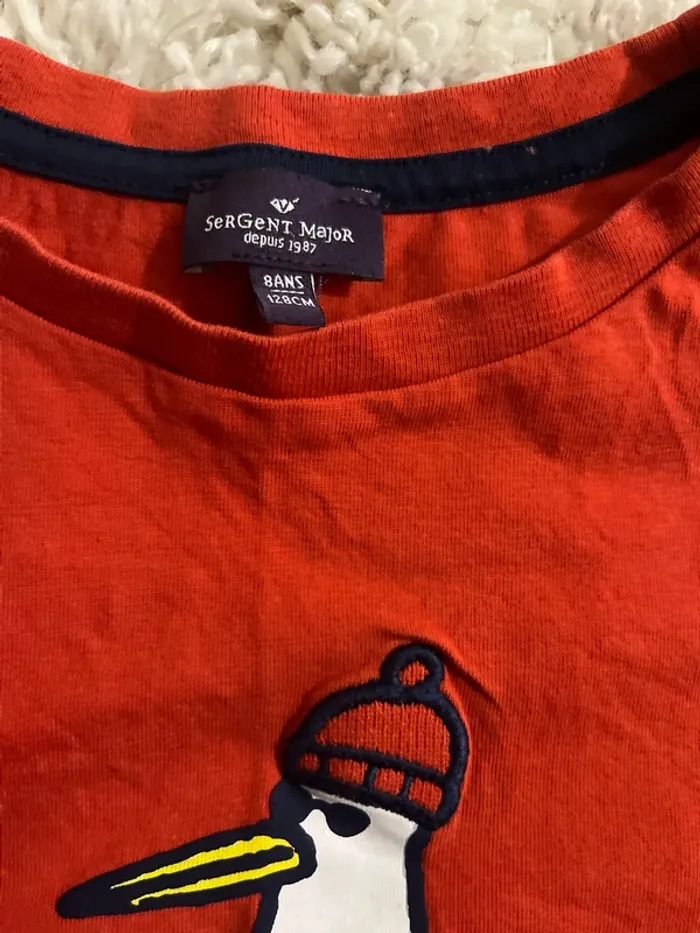 SeRGeNT MaJoR
depuis 1987
8ANS
128CM